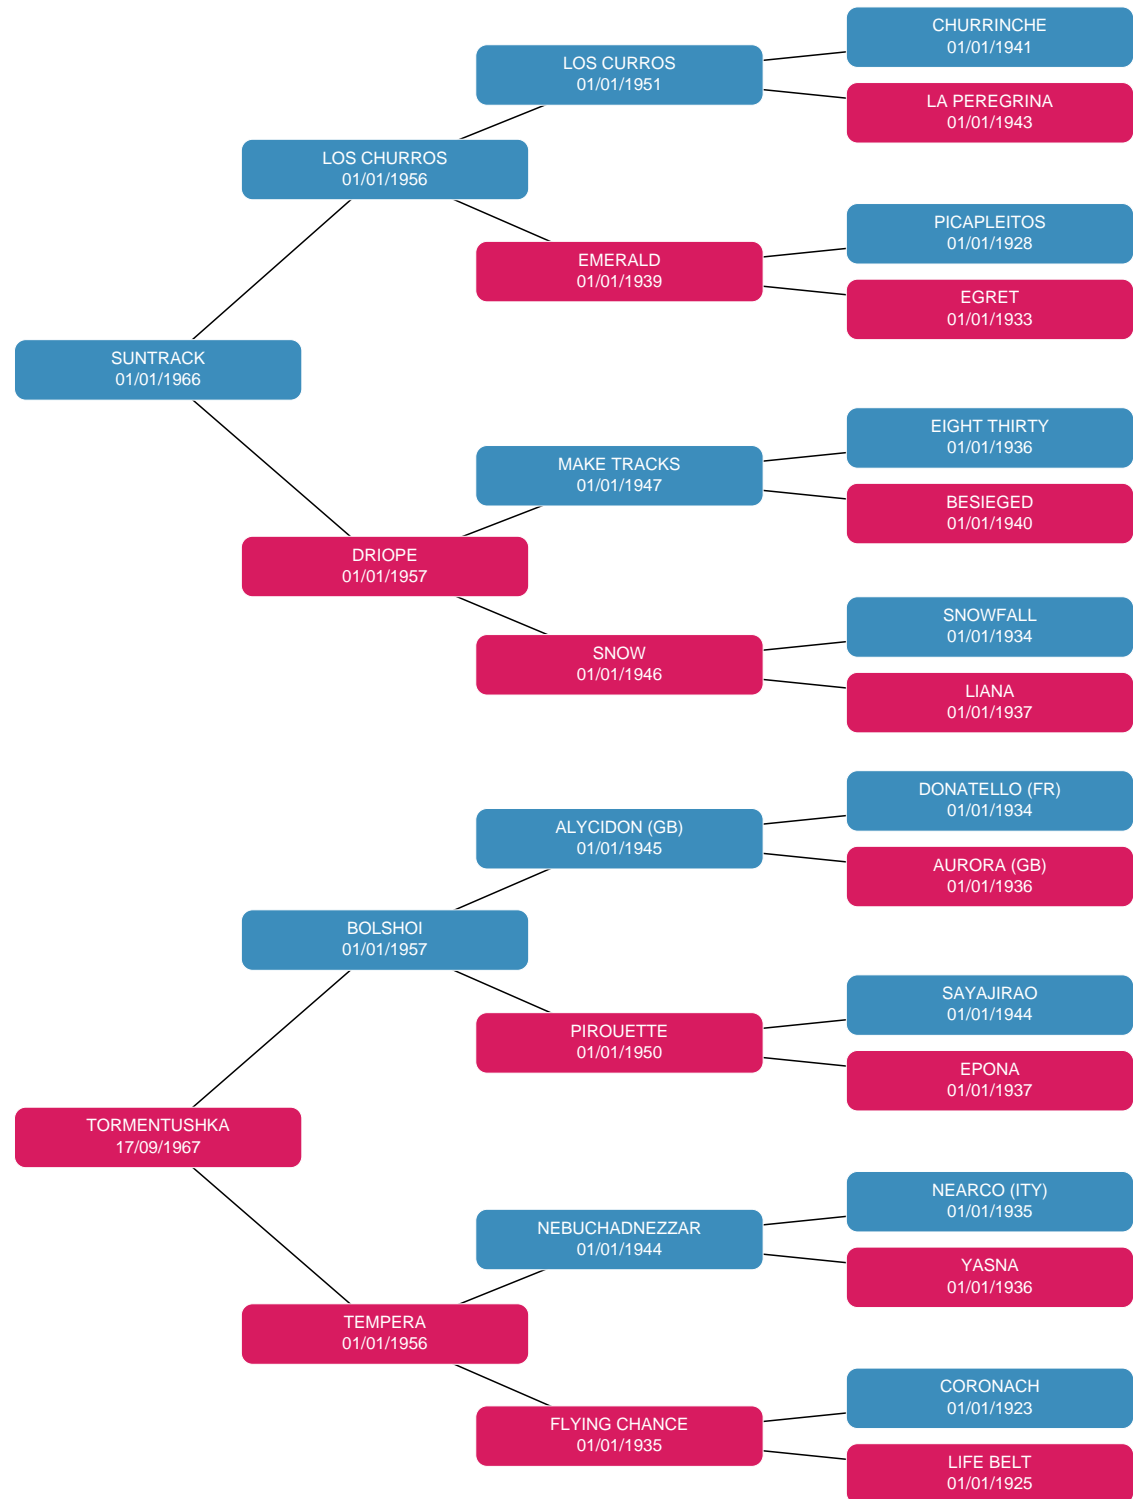 CHURRINCHE
01/01/1941
LOS CURROS
01/01/1951
LA PEREGRINA
01/01/1943
LOS CHURROS
01/01/1956
PICAPLEITOS
01/01/1928
EMERALD
01/01/1939
EGRET
01/01/1933
SUNTRACK
01/01/1966
EIGHT THIRTY
01/01/1936
MAKE TRACKS
01/01/1947
BESIEGED
01/01/1940
DRIOPE
01/01/1957
SNOWFALL
01/01/1934
SNOW
01/01/1946
LIANA
01/01/1937
DONATELLO (FR)
01/01/1934
ALYCIDON (GB)
01/01/1945
AURORA (GB)
01/01/1936
BOLSHOI
01/01/1957
SAYAJIRAO
01/01/1944
PIROUETTE
01/01/1950
EPONA
01/01/1937
TORMENTUSHKA
17/09/1967
NEARCO (ITY)
01/01/1935
NEBUCHADNEZZAR
01/01/1944
YASNA
01/01/1936
TEMPERA
01/01/1956
CORONACH
01/01/1923
FLYING CHANCE
01/01/1935
LIFE BELT
01/01/1925